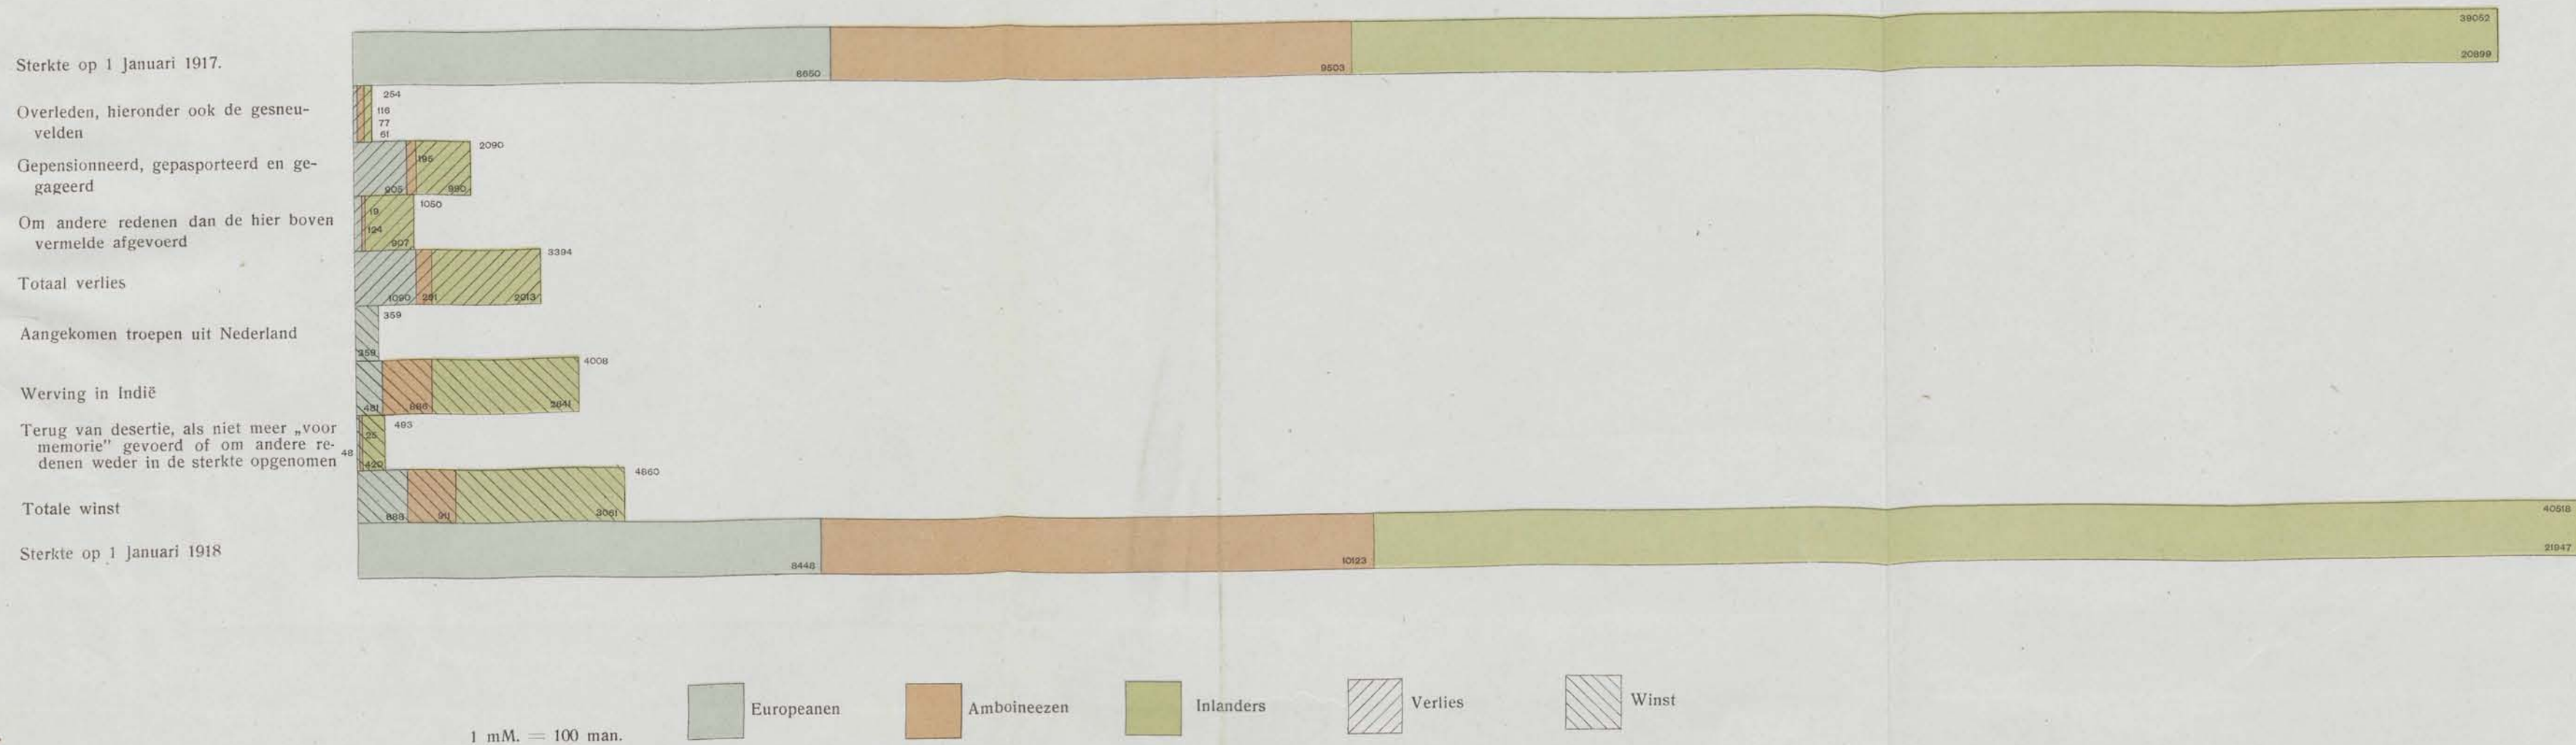 39052
Sterkte op 1 Januari 1917.
8650 9503 20899
254
Overleden, hieronder ook de gesneu-
velden
116
77
61
2090
Gepensionneerd, gepasporteerd en ge-
gageerd
195
905 990
1050
Om andere redenen dan de hier boven
vermelde afgevoerd
19
124
907
3394
Totaal verlies
1090 291 2013
359
Aangekomen troepen uit Nederland
359
4008
Werving in Indië
481 886 2641
493
Terug van desertie, als niet meer „voor
memorie” gevoerd of om andere re-
denen weder in de sterkte opgenomen
25
48
420
4860
Totale winst
888 911 3061
40518
Sterkte op 1 Januari 1918
8448 10123 21947
Europeanen Amboineezen Inlanders Verlies Winst
1 mM. = 100 man.